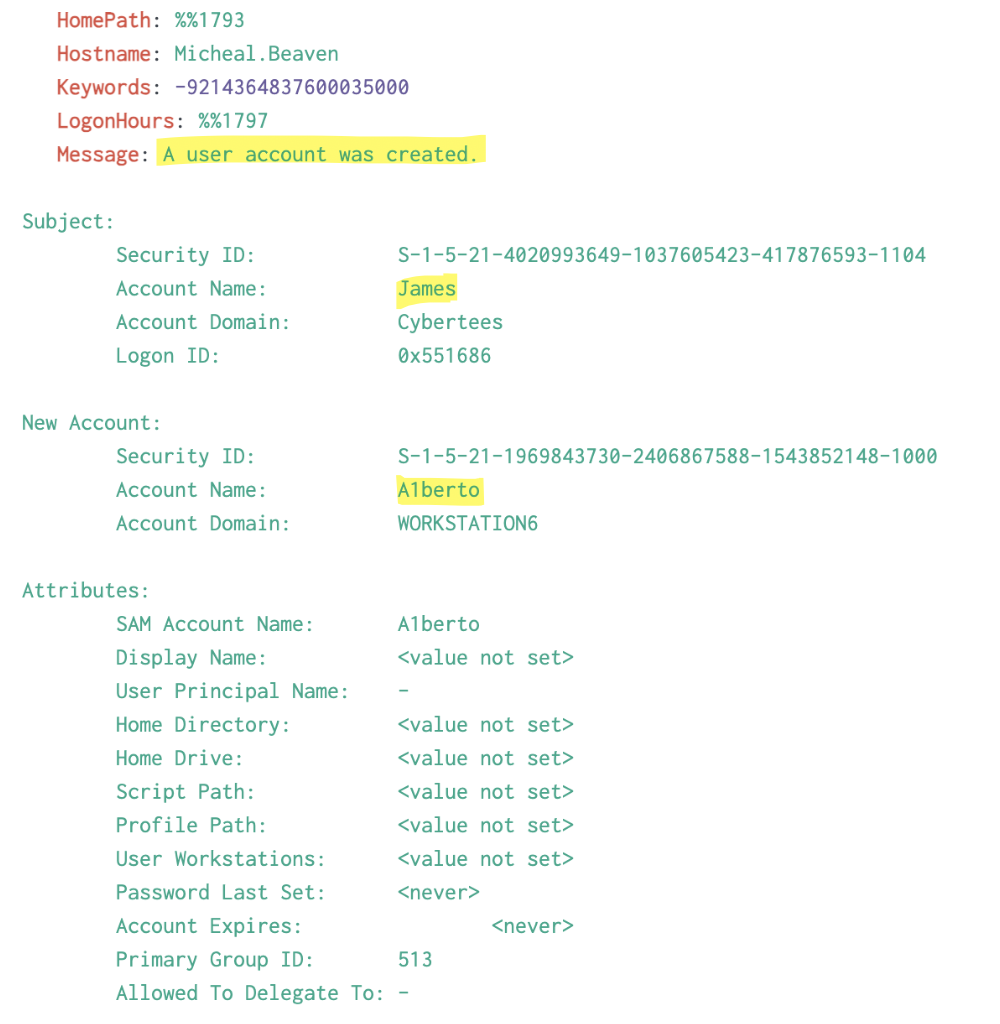 HomePath: %%1793
Hostname: Micheal.Beaven
Keywords: -9214364837600035000
LogonHours: %%1797
Message: A user account was created.
Subject:
Security ID: S-1-5-21-4020993649-1037605423-417876593-1104
Account Name: James
Account Domain: Cybertees
Logon ID: 0x551686
New Account:
Security ID: S-1-5-21-1969843730-2406867588-1543852148-1000
Account Name: A1berto
Account Domain: WORKSTATION6
Attributes:
SAM Account Name: A1berto
Display Name: <value not set>
User Principal Name: -
Home Directory: <value not set>
Home Drive: <value not set>
Script Path: <value not set>
Profile Path: <value not set>
User Workstations: <value not set>
Password Last Set: <never>
Account Expires: <never>
Primary Group ID: 513
Allowed To Delegate To: -